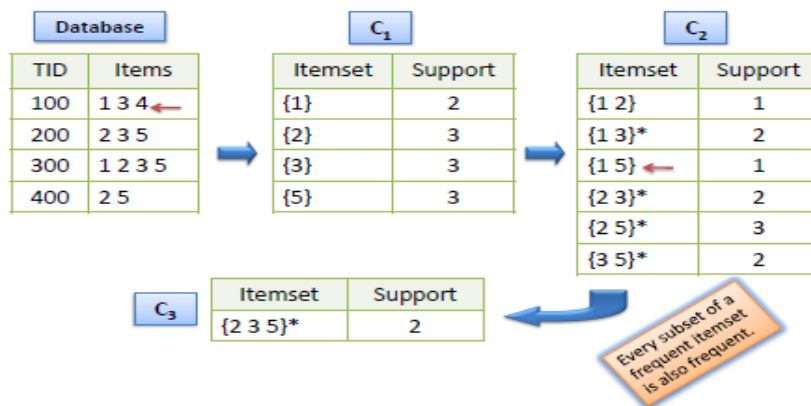 Database
TID Items
100 1 3 4
200 2 3 5
300 1 2 3 5
400 2 5
C1
Itemset Support
{1} 2
{2} 3
{3} 3
{5} 3
C2
Itemset Support
{1 2} 1
{1 3}* 2
{1 5} 1
{2 3}* 2
{2 5}* 3
{3 5}* 2
C3
Itemset Support
{2 3 5}* 2
Every subset of a
frequent itemset
is also frequent.